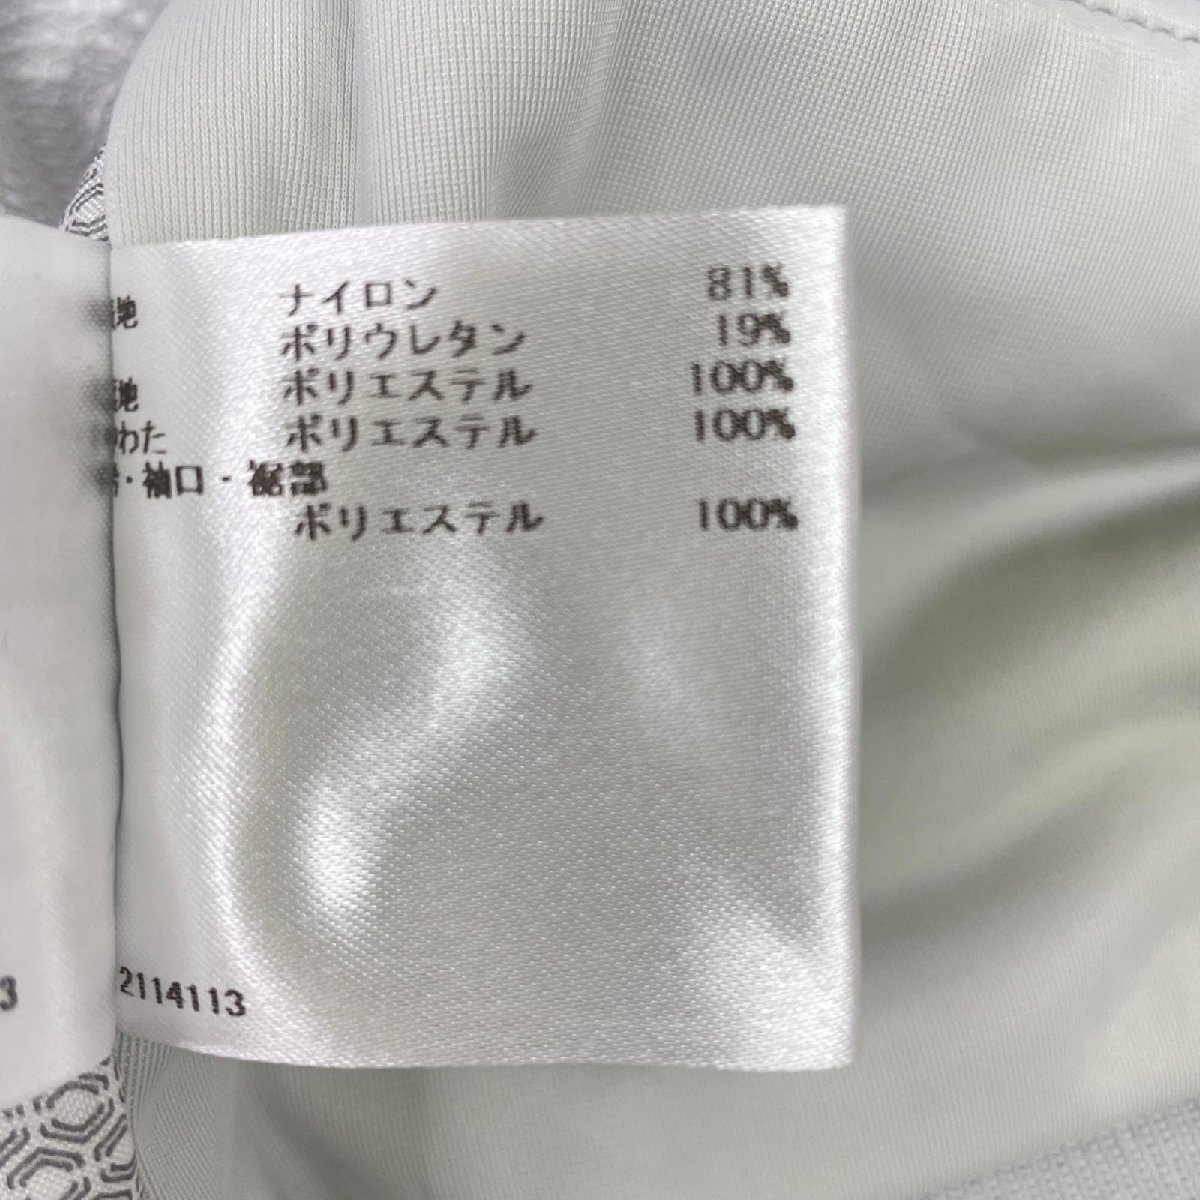 地 ナイロン 81%
ポリウレタン 19%
地 ポリエステル 100%
わた ポリエステル 100%
・袖口・裾部
ポリエステル 100%
2114113
3